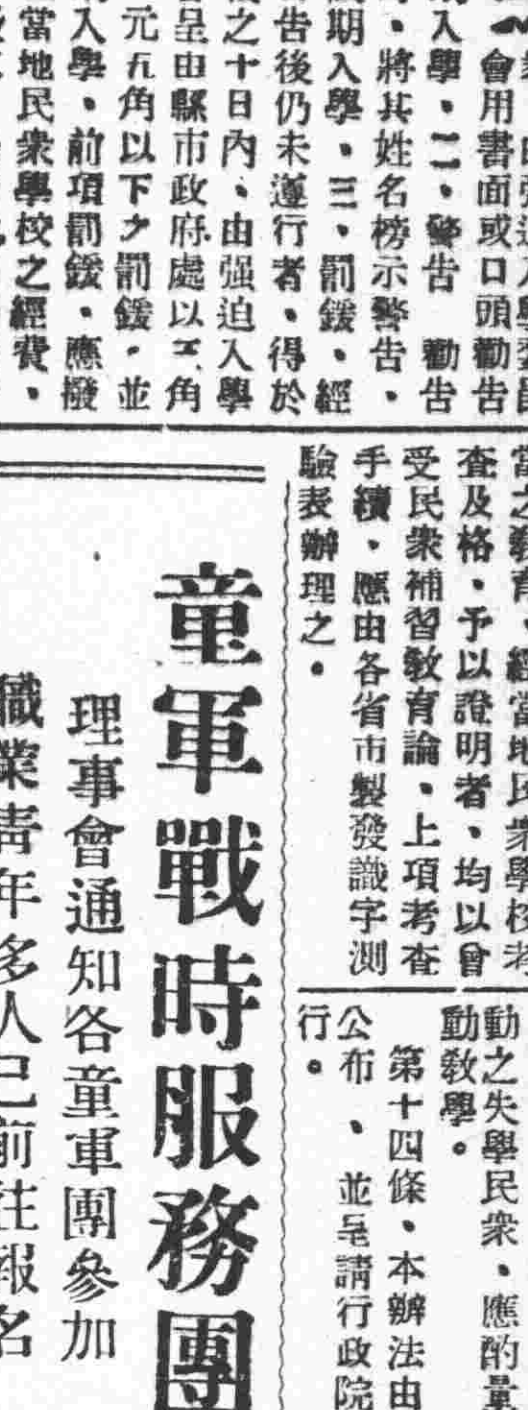 會用書面或口頭勸告
入學、二、警告 勸告
、將其姓名榜示警告、
期入學、三、罰鍰、經
告後仍未遵行者、得於
之十日內、由强迫入學
呈由縣市政府處以二角
元五角以下之罰鍰、並
入學、前項罰鍰、應撥
當地民衆學校之經費、
當之敎育、經當地民衆學校考
查及格、予以證明者、均以曾
受民衆補習敎育論、上項考查
手續、應由各省市製發識字測
驗表辦理之。
動之失學民衆、應酌量
動敎學。
第十四條、本辦法由
公布、並呈請行政院
行。
童軍戰時服務團
理事會通知各童軍團參加
職業靑年多人已前往報名